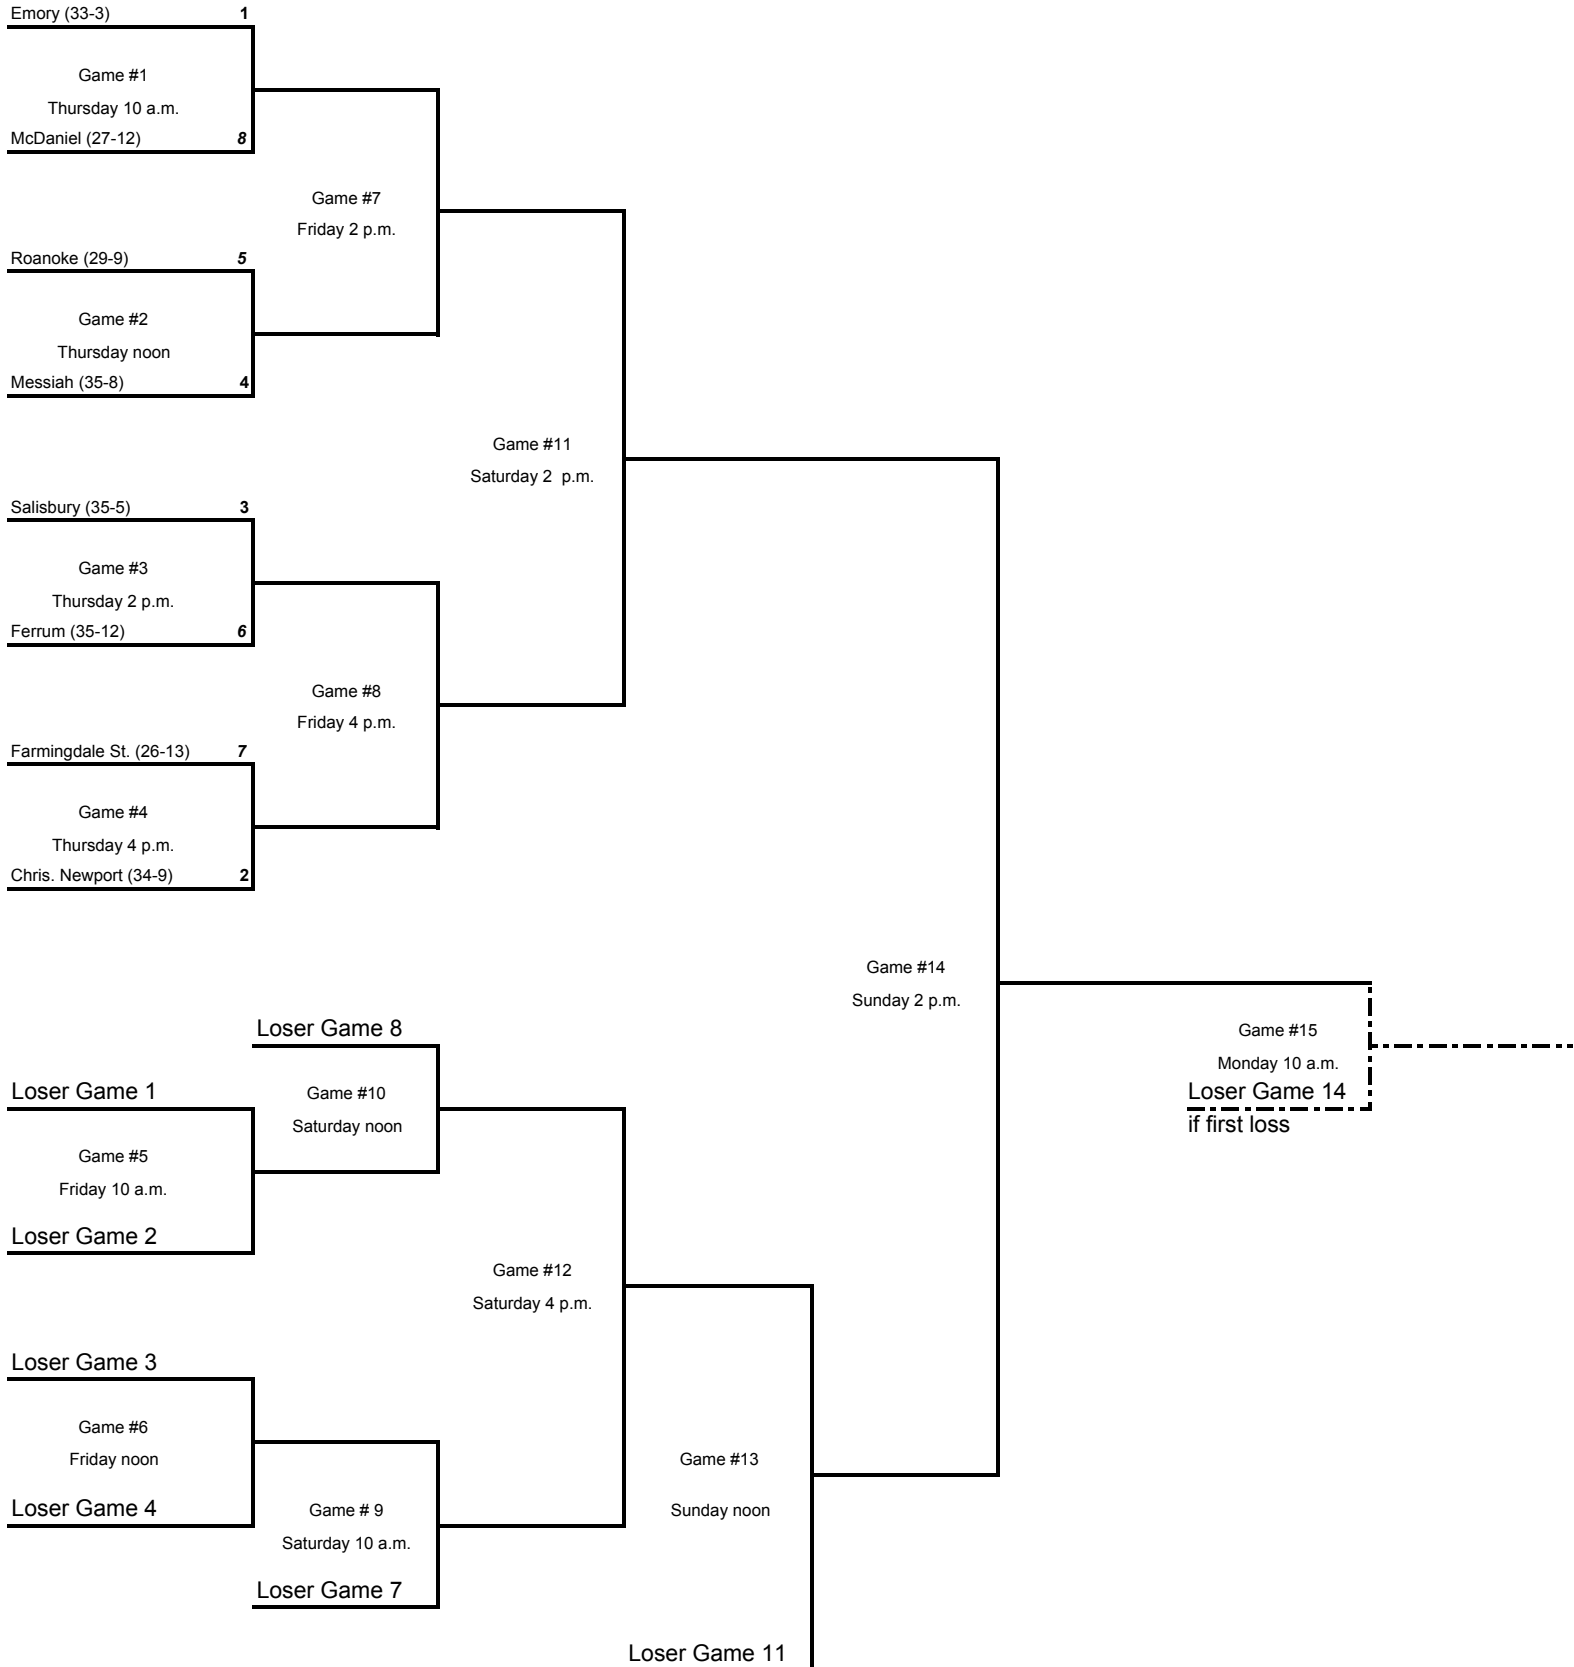 Emory (33-3) 1
Game #1
Thursday 10 a.m.
McDaniel (27-12) 8
Game #7
Friday 2 p.m.
Roanoke (29-9) 5
Game #2
Thursday noon
Messiah (35-8) 4
Game #11
Saturday 2 p.m.
Salisbury (35-5) 3
Game #3
Thursday 2 p.m.
Ferrum (35-12) 6
Game #8
Friday 4 p.m.
Farmingdale St. (26-13) 7
Game #4
Thursday 4 p.m.
Chris. Newport (34-9) 2
Game #14
Sunday 2 p.m.
Loser Game 8
Game #15
Monday 10 a.m.
Loser Game 14
if first loss
Loser Game 1
Game #10
Saturday noon
Game #5
Friday 10 a.m.
Loser Game 2
Game #12
Saturday 4 p.m.
Loser Game 3
Game #6
Friday noon
Game #13
Sunday noon
Loser Game 4
Game # 9
Saturday 10 a.m.
Loser Game 7
Loser Game 11